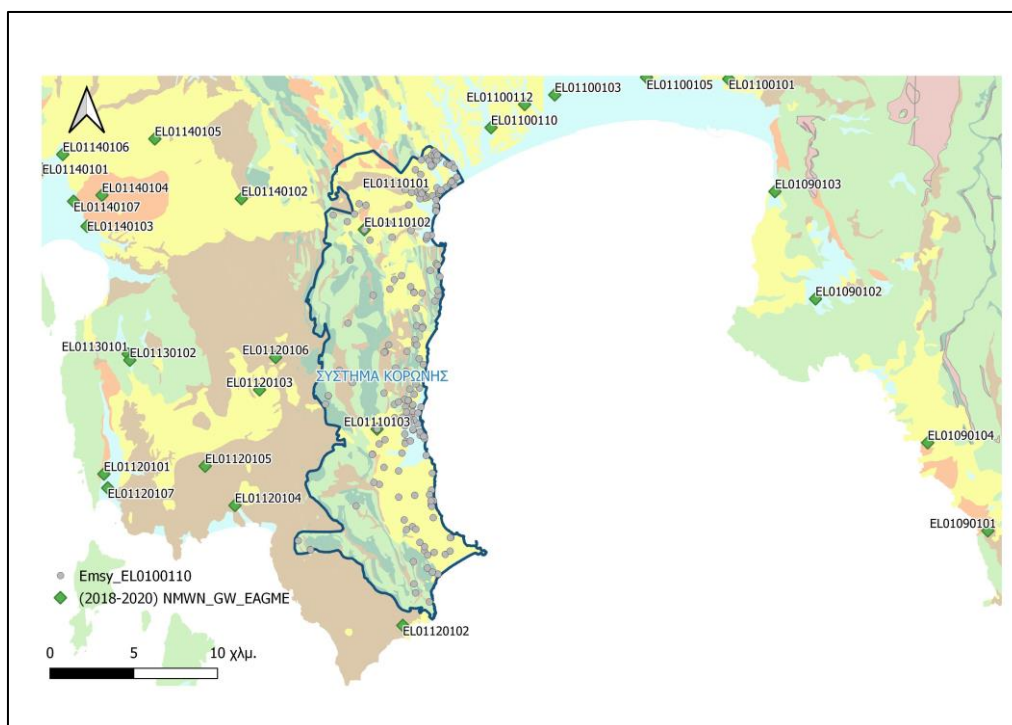 EL01100105
EL01100101
EL01100103
EL01100112
EL01100110
EL01140105
EL01140106
EL01140101
EL01140104
EL01140107
EL01140103
EL01140102
EL01110101
EL01110102
EL01090103
EL01090102
EL01130101
EL01130102
EL01120106
EL01120103
ΣΥΣΤΗΜΑ ΚΟΡΩΝΗΣ
EL01110103
EL01090104
EL01120105
EL01120101
EL01120107
EL01120104
EL01090101
Emsy_EL0100110
(2018-2020) NMWN_GW_EAGME
EL01120102
0 5 10 χλμ.